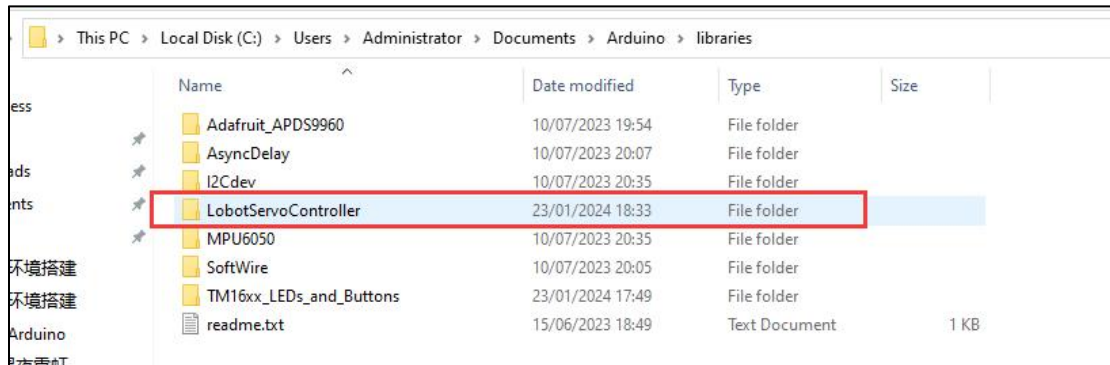 This PC > Local Disk (C:) > Users > Administrator > Documents > Arduino > libraries
Name Date modified Type Size
ess
Adafruit_APDS9960 10/07/2023 19:54 File folder
AsyncDelay 10/07/2023 20:07 File folder
ads
I2Cdev 10/07/2023 20:35 File folder
ents
LobotServoController 23/01/2024 18:33 File folder
MPU6050 10/07/2023 20:35 File folder
环境搭建
SoftWire 10/07/2023 20:05 File folder
环境搭建
TM16xx_LEDs_and_Buttons 23/01/2024 17:49 File folder
Arduino
readme.txt 15/06/2023 18:49 Text Document 1 KB